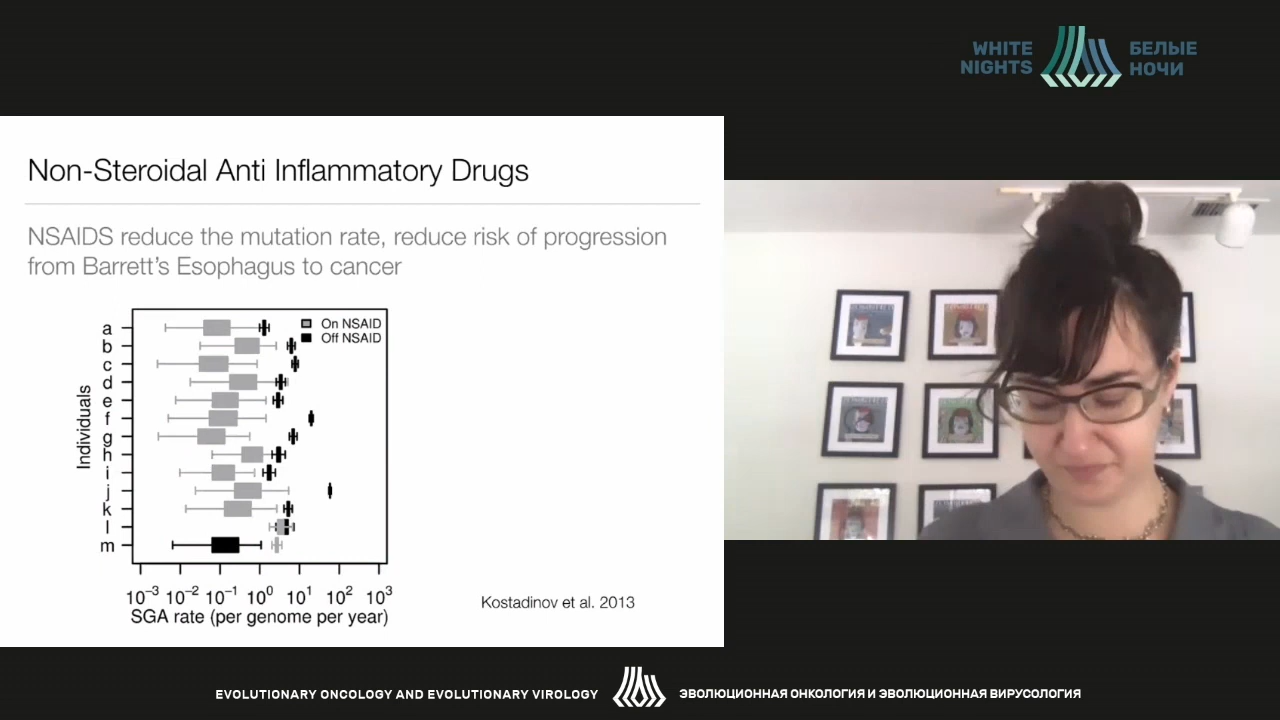 WHITE
NIGHTS
БЕЛЫЕ
НОЧИ
Non-Steroidal Anti Inflammatory Drugs
NSAIDS reduce the mutation rate, reduce risk of progression
from Barrett's Esophagus to cancer
On NSAID
Off NSAID
Individuals
a
b
c
d
e
f
g
h
i
j
k
l
m
10⁻³ 10⁻² 10⁻¹ 10⁰ 10¹ 10² 10³
SGA rate (per genome per year)
Kostadinov et al. 2013
EVOLUTIONARY ONCOLOGY AND EVOLUTIONARY VIROLOGY
ЭВОЛЮЦИОННАЯ ОНКОЛОГИЯ И ЭВОЛЮЦИОННАЯ ВИРУСОЛОГИЯ